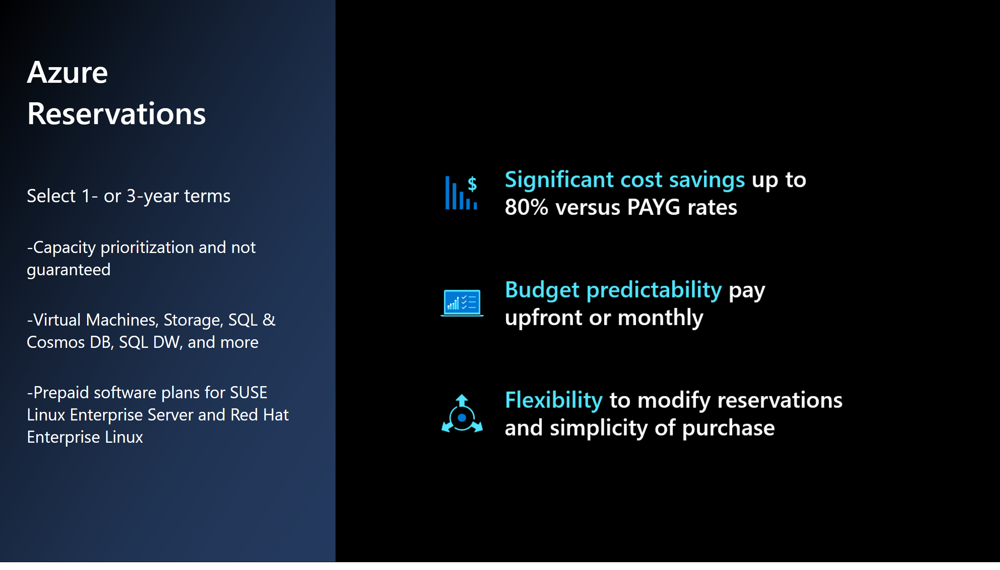 Azure
Reservations
Select 1- or 3-year terms
-Capacity prioritization and not
guaranteed
-Virtual Machines, Storage, SQL &
Cosmos DB, SQL DW, and more
-Prepaid software plans for SUSE
Linux Enterprise Server and Red Hat
Enterprise Linux
$
Significant cost savings up to
80% versus PAYG rates
Budget predictability pay
upfront or monthly
Flexibility to modify reservations
and simplicity of purchase